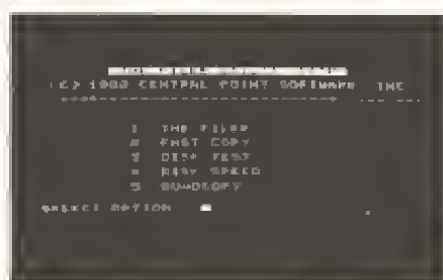 (C) 1982 CENTRAL POINT SOFTWARE INC
1 THE FILER
2 FAST COPY
3 DISK TEST
4 DISK SPEED
5
SELECT OPTION